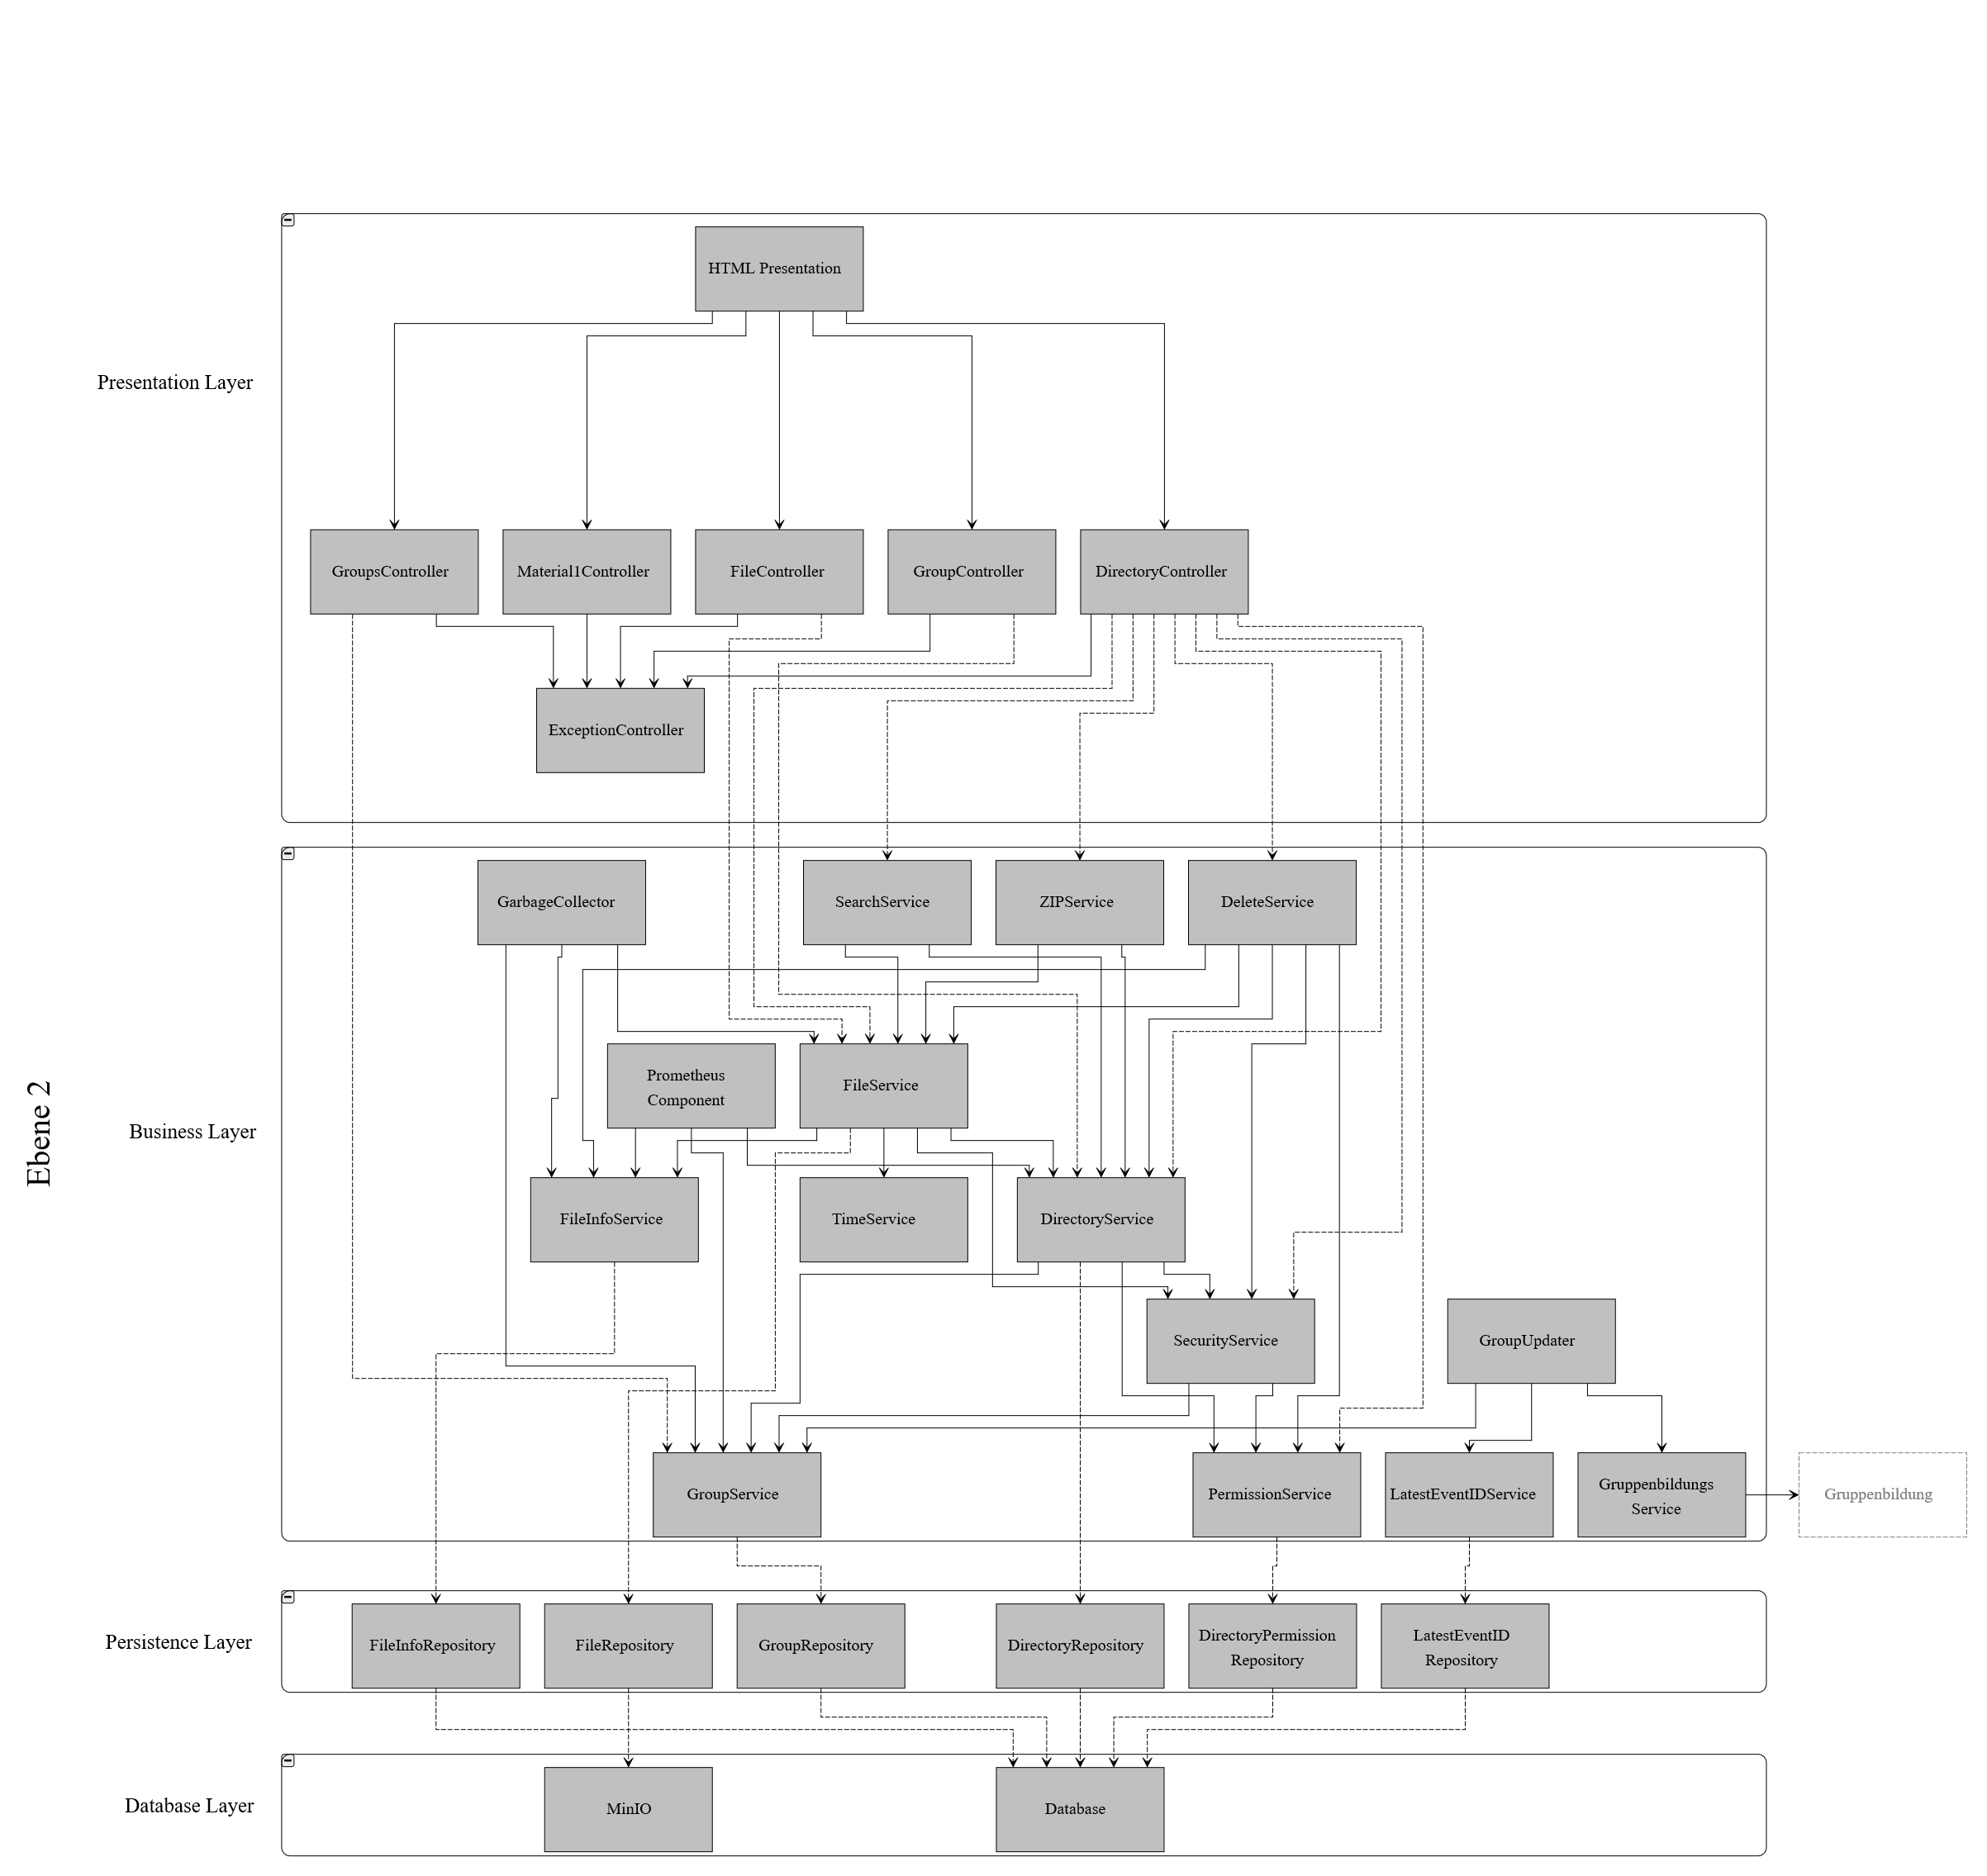 HTML Presentation
Presentation Layer
GroupsController
Material1Controller
FileController
GroupController
DirectoryController
ExceptionController
GarbageCollector
SearchService
ZIPService
DeleteService
Prometheus
Component
FileService
Ebene 2
Business Layer
FileInfoService
TimeService
DirectoryService
SecurityService
GroupUpdater
GroupService
PermissionService
LatestEventIDService
Gruppenbildungs
Service
Gruppenbildung
Persistence Layer
FileInfoRepository
FileRepository
GroupRepository
DirectoryRepository
DirectoryPermission
Repository
LatestEventID
Repository
Database Layer
MinIO
Database